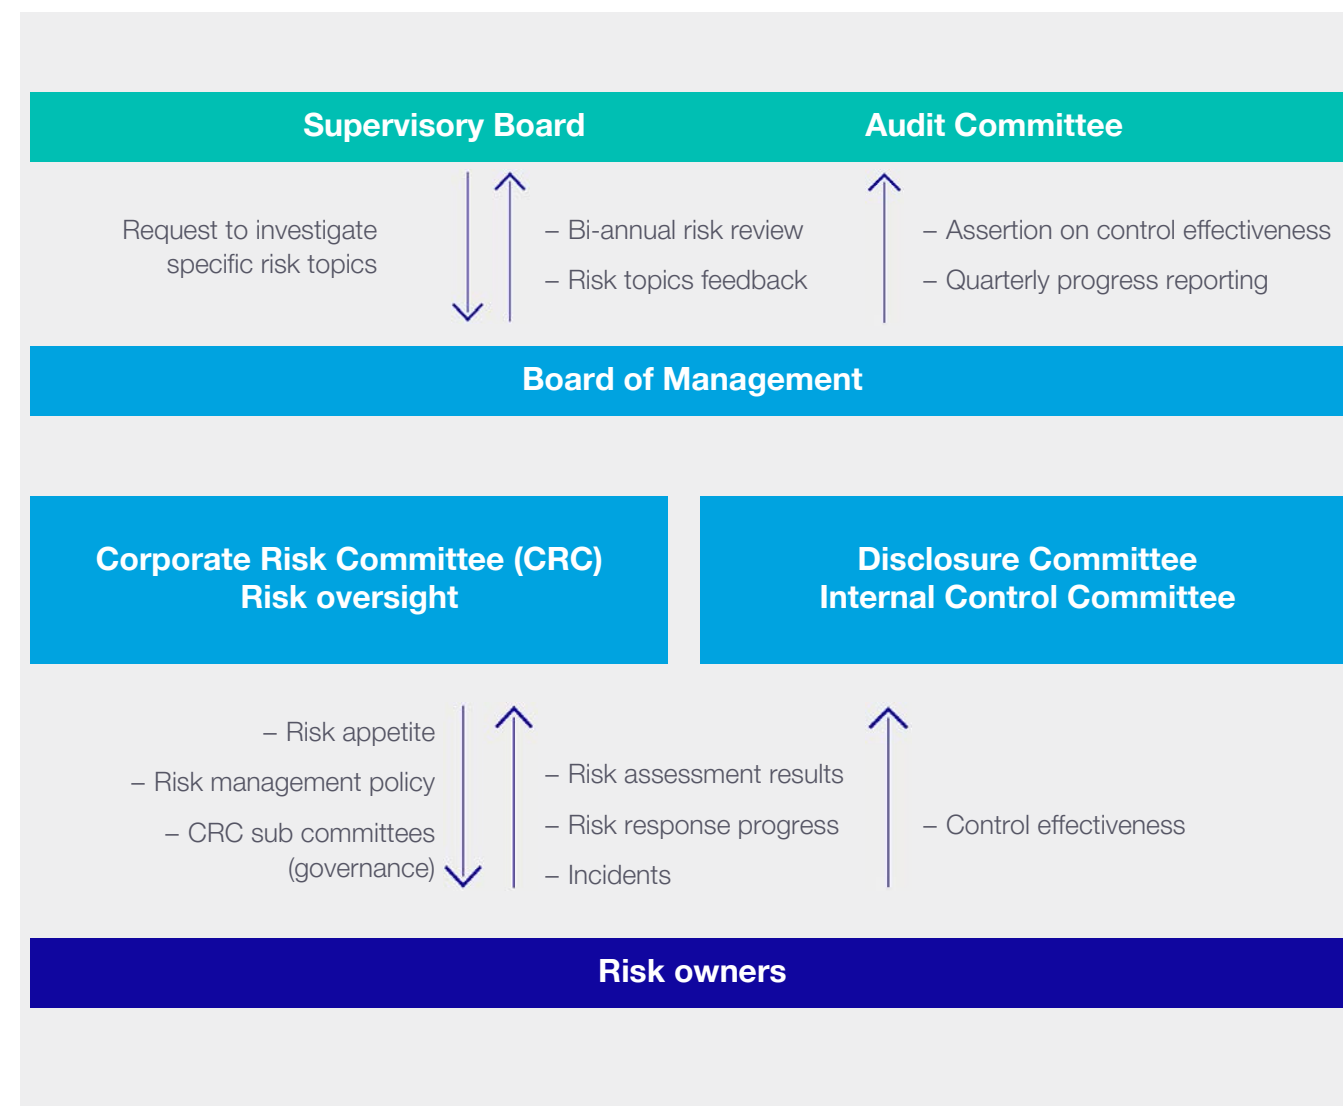 Supervisory Board
Audit Committee
Request to investigate
specific risk topics
– Bi-annual risk review
– Risk topics feedback
– Assertion on control effectiveness
– Quarterly progress reporting
Board of Management
Corporate Risk Committee (CRC)
Risk oversight
Disclosure Committee
Internal Control Committee
– Risk appetite
– Risk management policy
– CRC sub committees
(governance)
– Risk assessment results
– Risk response progress
– Incidents
– Control effectiveness
Risk owners